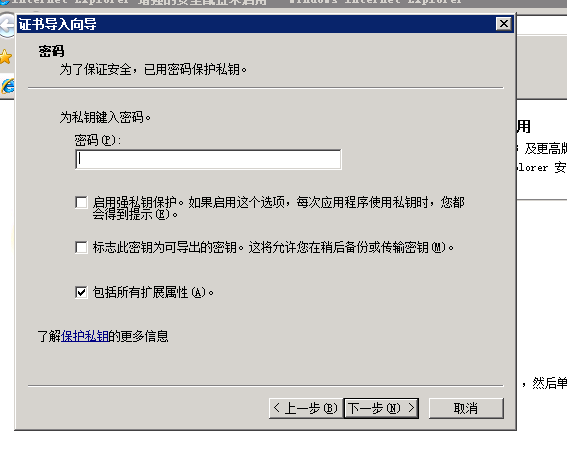 Internet Explorer 增强的安全配置未启用 - Windows Internet Explorer
证书导入向导
密码
为了保证安全，已用密码保护私钥。
用
及更高版
为私钥键入密码。
密码(P):
plorer 安
启用强私钥保护。如果启用这个选项，每次应用程序使用私钥时，您都
会得到提示(E)。
标志此密钥为可导出的密钥。这将允许您在稍后备份或传输密钥(M)。
包括所有扩展属性(A)。
了解保护私钥的更多信息
，然后单
< 上一步(B) 下一步(N) > 取消